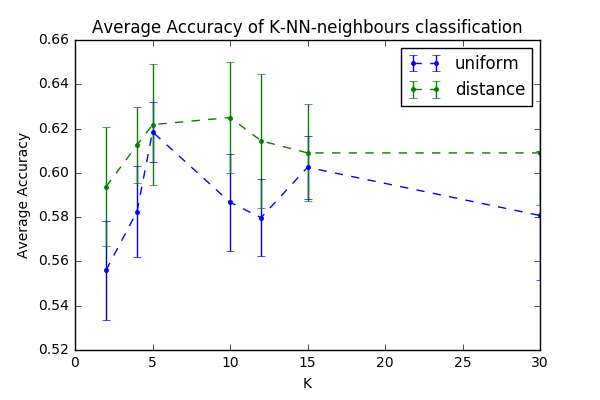 Average Accuracy of K-NN-neighbours classification
0.66
0.64
0.62
0.60
0.58
0.56
0.54
0.52
Average Accuracy
uniform
distance
0 5 10 15 20 25 30
K